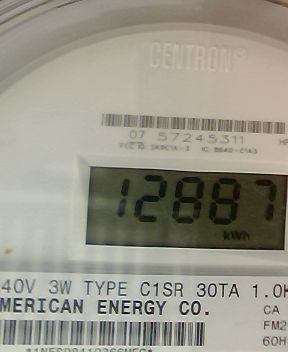 CENTRON®
07 57245311
12887
kWh
40V 3W TYPE C1SR 30TA 1.0K
MERICAN ENERGY CO.
CA
FM2
60H